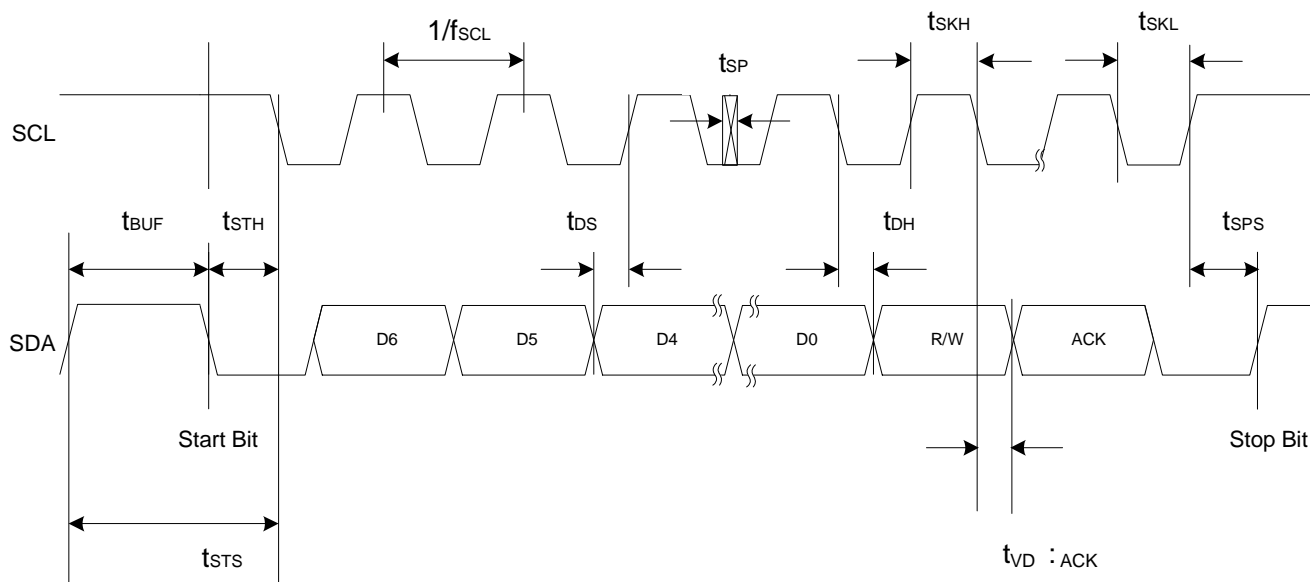 tSKH tSKL
1/fSCL
tSP
SCL
tBUF tSTH tDS tDH tSPS
SDA D6 D5 D4 D0 R/W ACK
Start Bit Stop Bit
tSTS tVD : ACK